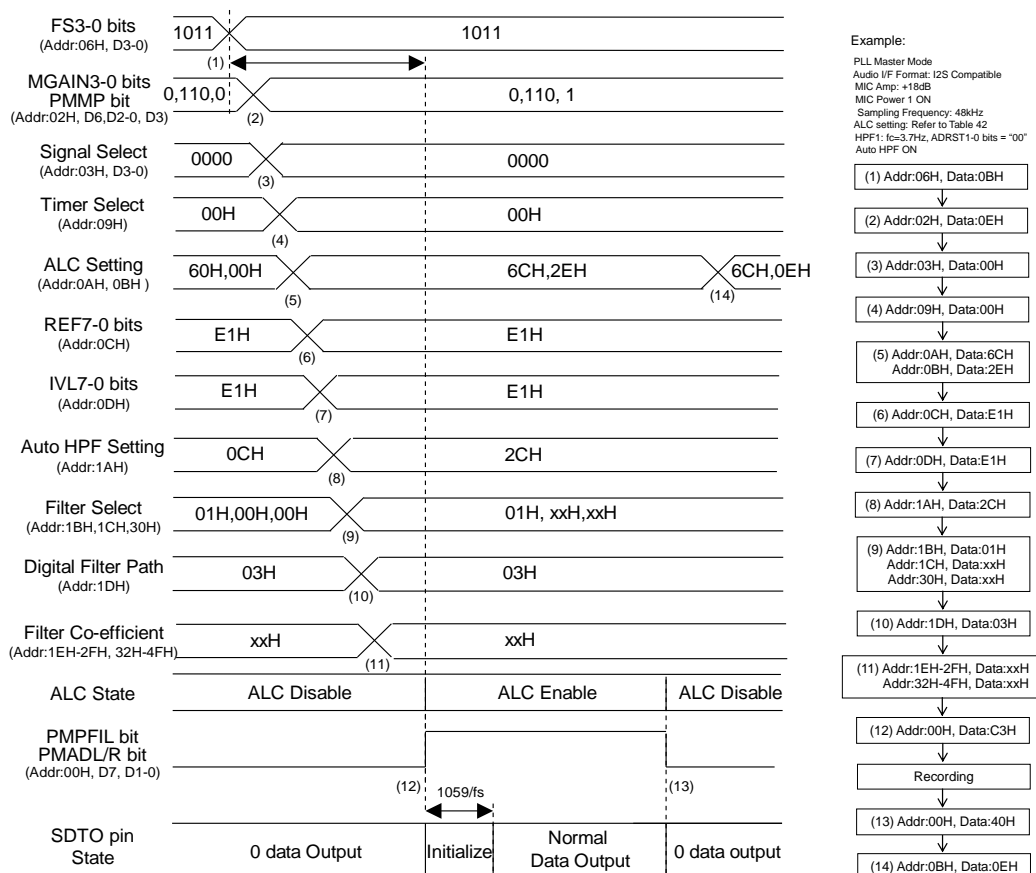 FS3-0 bits
(Addr:06H, D3-0)
1011
1011
(1)
MGAIN3-0 bits
PMMP bit
(Addr:02H, D6,D2-0, D3)
0,110,0
0,110, 1
(2)
Signal Select
(Addr:03H, D3-0)
0000
0000
(3)
Timer Select
(Addr:09H)
00H
00H
(4)
ALC Setting
(Addr:0AH, 0BH )
60H,00H
6CH,2EH
6CH,0EH
(5)
(14)
REF7-0 bits
(Addr:0CH)
E1H
E1H
(6)
IVL7-0 bits
(Addr:0DH)
E1H
E1H
(7)
Auto HPF Setting
(Addr:1AH)
0CH
2CH
(8)
Filter Select
(Addr:1BH,1CH,30H)
01H,00H,00H
01H, xxH,xxH
(9)
Digital Filter Path
(Addr:1DH)
03H
03H
(10)
Filter Co-efficient
(Addr:1EH-2FH, 32H-4FH)
xxH
xxH
(11)
ALC State
ALC Disable
ALC Enable
ALC Disable
PMPFIL bit
PMADL/R bit
(Addr:00H, D7, D1-0)
(12)
(13)
1059/fs
SDTO pin
State
0 data Output
Initialize
Normal
Data Output
0 data output
Example:
PLL Master Mode
Audio I/F Format: I2S Compatible
MIC Amp: +18dB
MIC Power 1 ON
Sampling Frequency: 48kHz
ALC setting: Refer to Table 42
HPF1: fc=3.7Hz, ADRST1-0 bits = “00”
Auto HPF ON
(1) Addr:06H, Data:0BH
(2) Addr:02H, Data:0EH
(3) Addr:03H, Data:00H
(4) Addr:09H, Data:00H
(5) Addr:0AH, Data:6CH
Addr:0BH, Data:2EH
(6) Addr:0CH, Data:E1H
(7) Addr:0DH, Data:E1H
(8) Addr:1AH, Data:2CH
(9) Addr:1BH, Data:01H
Addr:1CH, Data:xxH
Addr:30H, Data:xxH
(10) Addr:1DH, Data:03H
(11) Addr:1EH-2FH, Data:xxH
Addr:32H-4FH, Data:xxH
(12) Addr:00H, Data:C3H
Recording
(13) Addr:00H, Data:40H
(14) Addr:0BH, Data:0EH